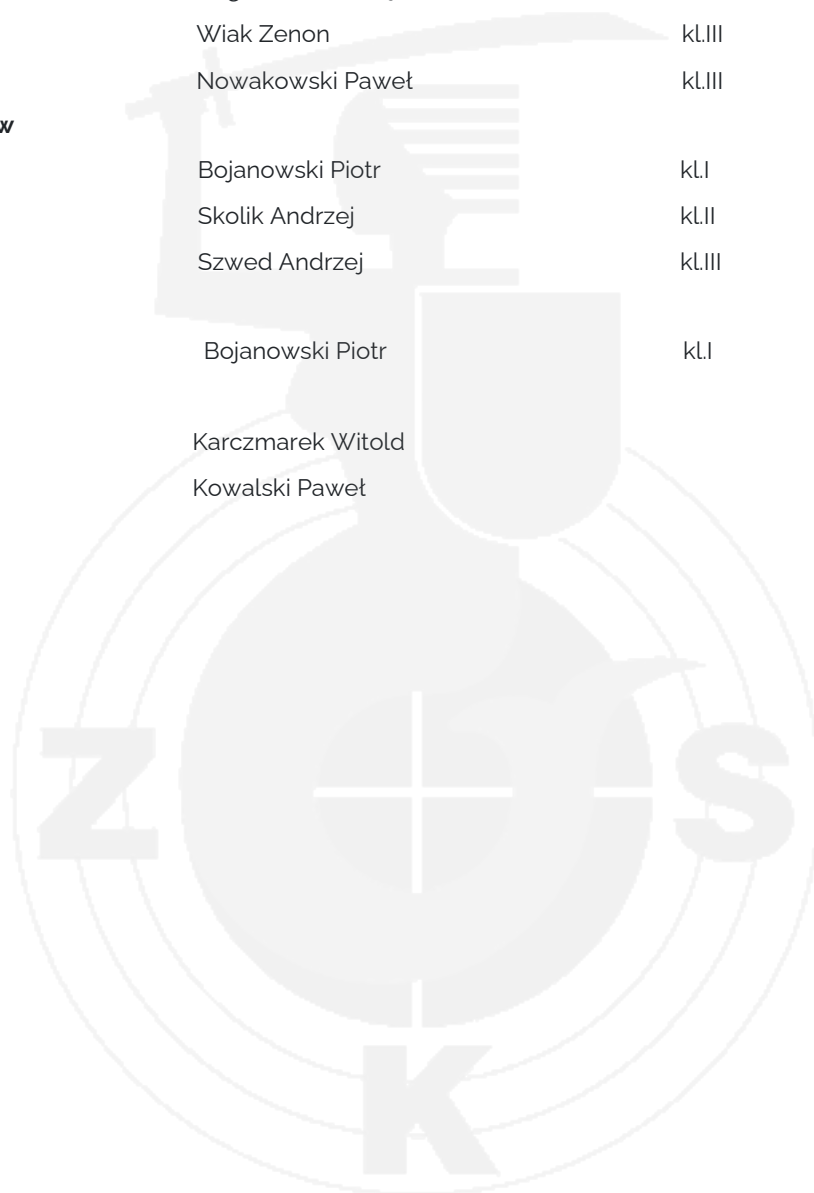 Wiak Zenon kl.III
Nowakowski Paweł kl.III
w
Bojanowski Piotr kl.I
Skolik Andrzej kl.II
Szwed Andrzej kl.III
Bojanowski Piotr kl.I
Karczmarek Witold
Kowalski Paweł
Z S
K